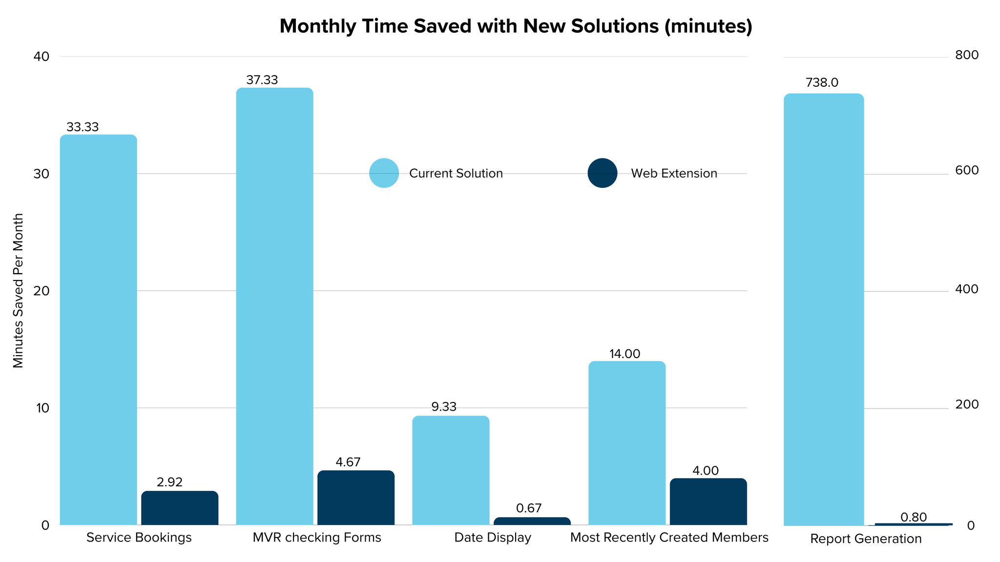 Monthly Time Saved with New Solutions (minutes)
40
800
37.33
738.0
33.33
30
Current Solution
Web Extension
600
Minutes Saved Per Month
20
400
14.00
10
9.33
200
4.67
4.00
2.92
0.67
0.80
0
0
Service Bookings
MVR checking Forms
Date Display
Most Recently Created Members
Report Generation